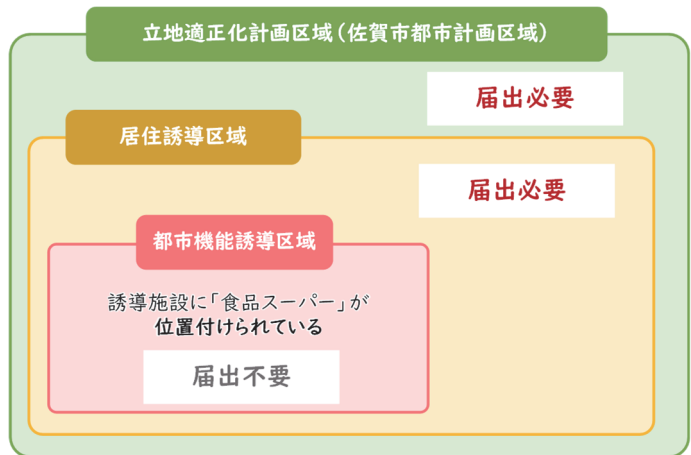 立地適正化計画区域（佐賀市都市計画区域）
届出必要
居住誘導区域
届出必要
都市機能誘導区域
誘導施設に「食品スーパー」が
位置付けられている
届出不要